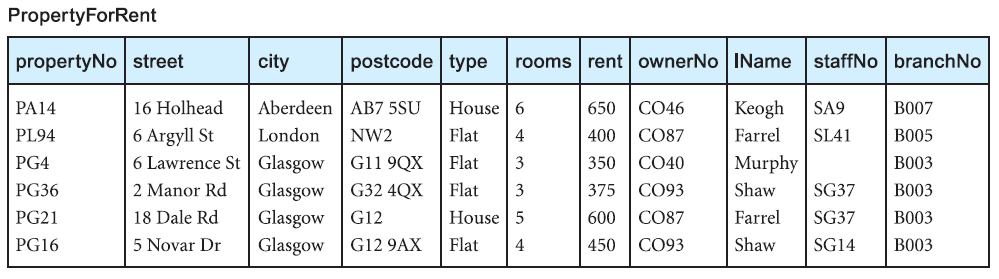 PropertyForRent
propertyNo street city postcode type rooms rent ownerNo lName staffNo branchNo
PA14 16 Holhead Aberdeen AB7 5SU House 6 650 CO46 Keogh SA9 B007
PL94 6 Argyll St London NW2 Flat 4 400 CO87 Farrel SL41 B005
PG4 6 Lawrence St Glasgow G11 9QX Flat 3 350 CO40 Murphy B003
PG36 2 Manor Rd Glasgow G32 4QX Flat 3 375 CO93 Shaw SG37 B003
PG21 18 Dale Rd Glasgow G12 House 5 600 CO87 Farrel SG37 B003
PG16 5 Novar Dr Glasgow G12 9AX Flat 4 450 CO93 Shaw SG14 B003